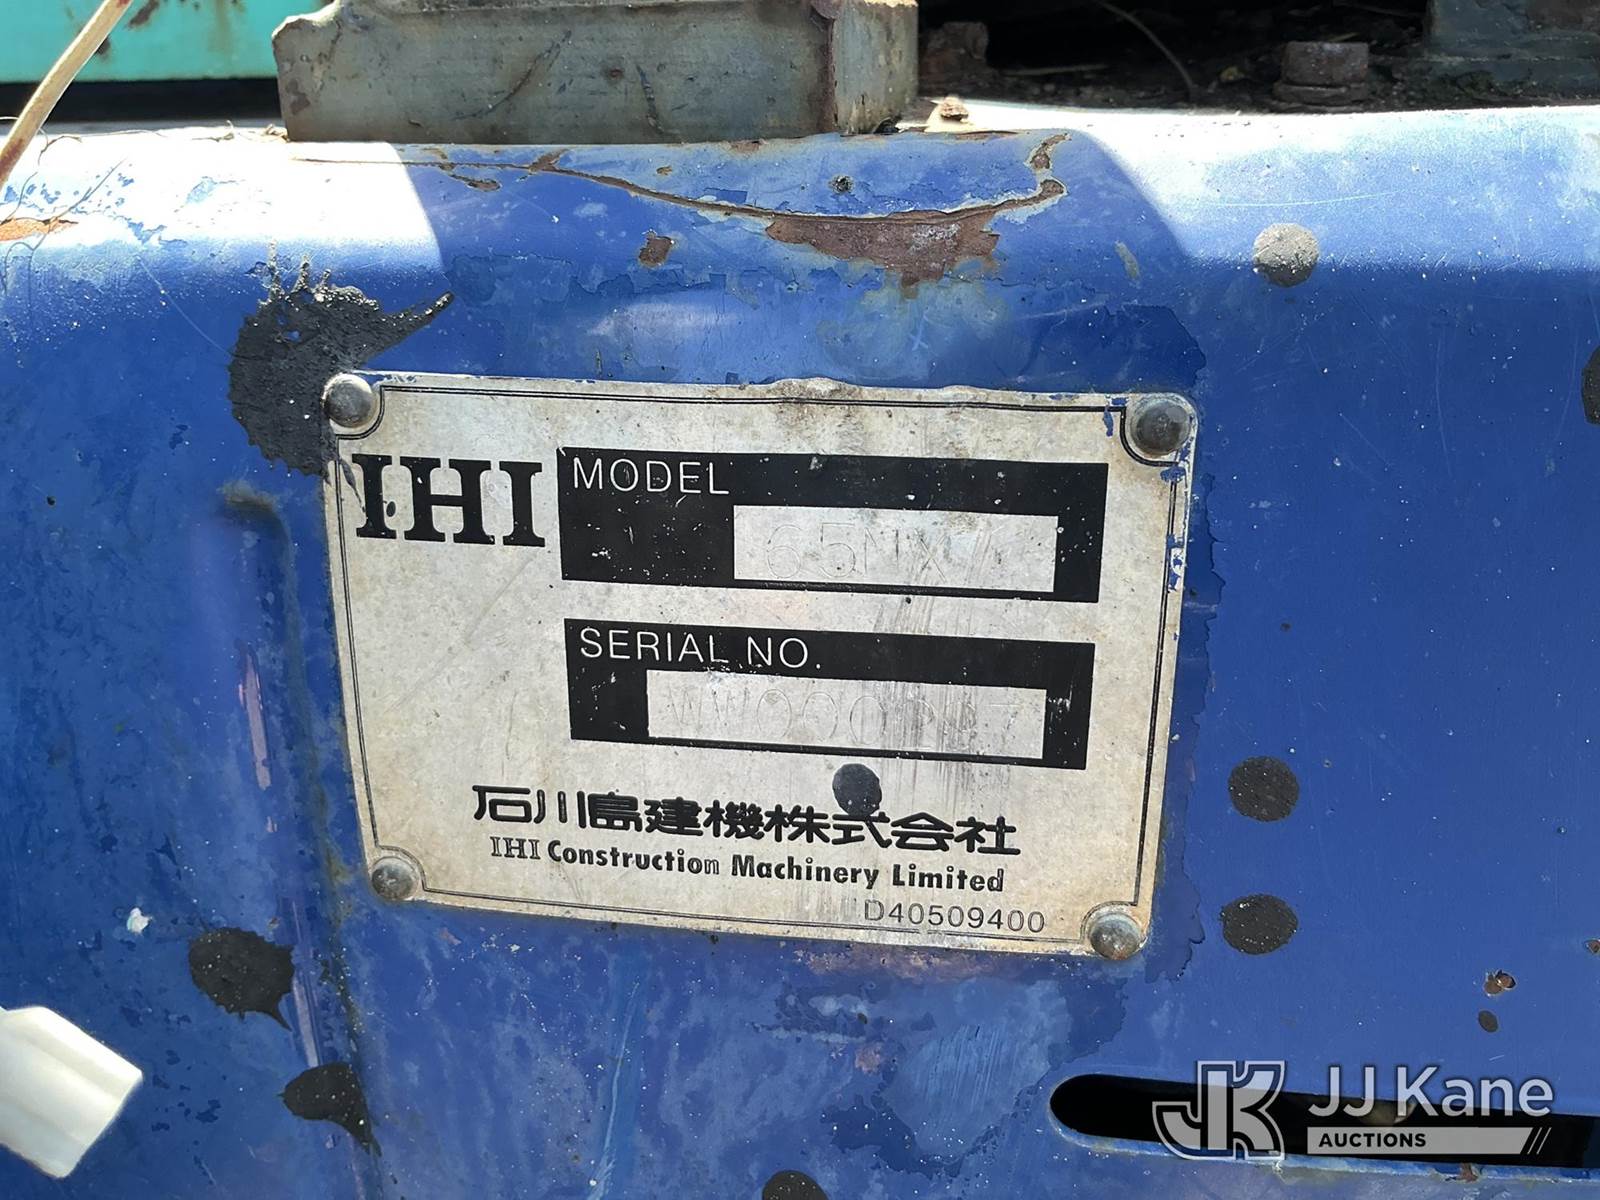 IHI
MODEL
65NX
SERIAL NO.
石川島建機株式会社
IHI Construction Machinery Limited
D40509400
JK JJ Kane
AUCTIONS